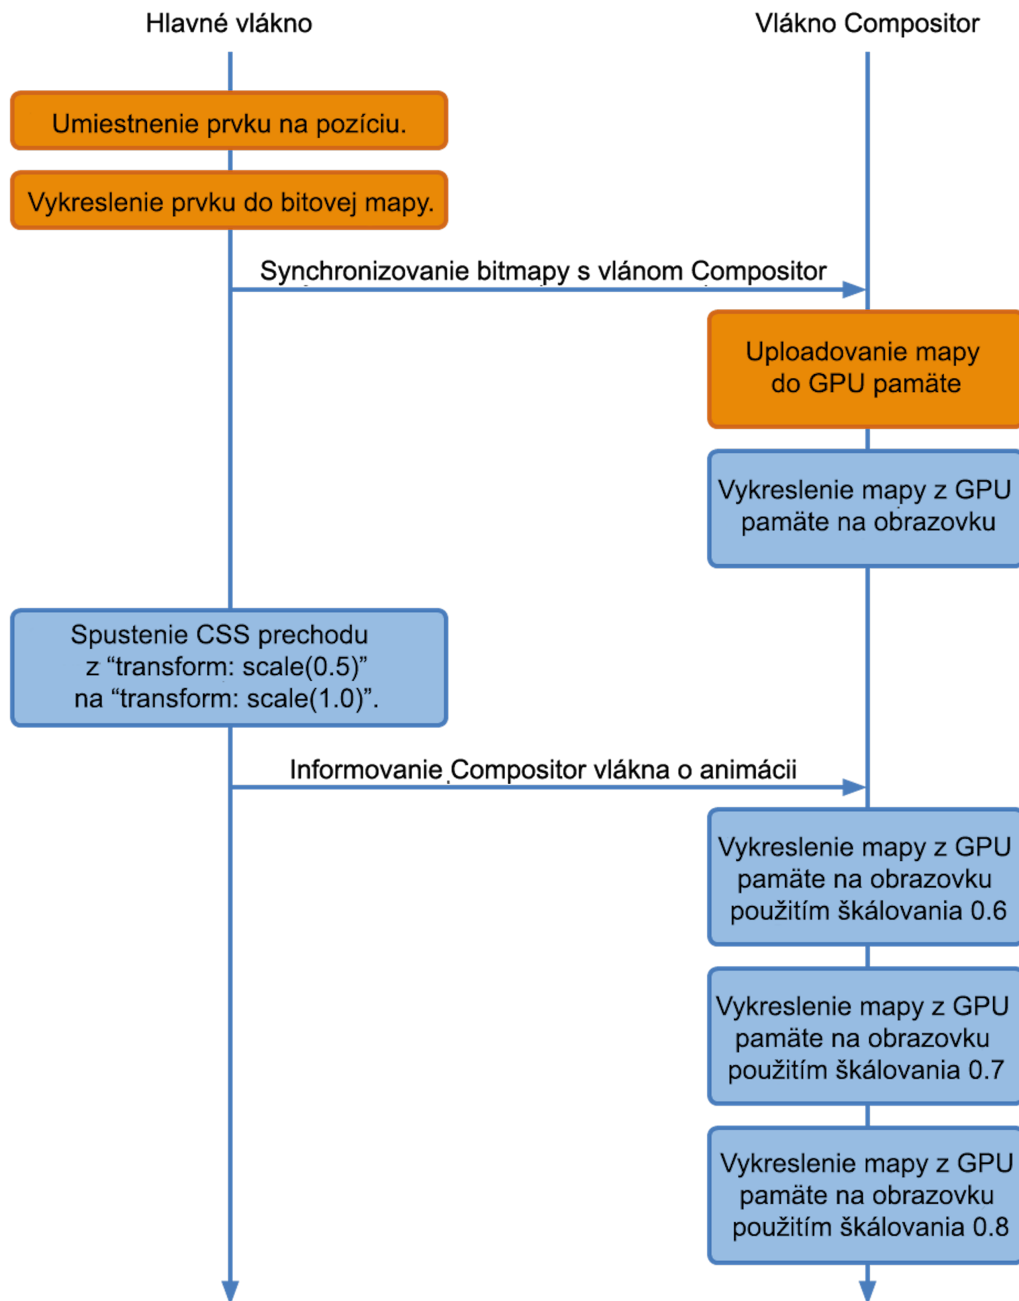 Hlavné vlákno
Vlákno Compositor
Umiestnenie prvku na pozíciu.
Vykreslenie prvku do bitovej mapy.
Synchronizovanie bitmapy s vlánom Compositor
Uploadovanie mapy
do GPU pamäte
Vykreslenie mapy z GPU
pamäte na obrazovku
Spustenie CSS prechodu
z “transform: scale(0.5)”
na “transform: scale(1.0)”.
Informovanie Compositor vlákna o animácii
Vykreslenie mapy z GPU
pamäte na obrazovku
použitím škálovania 0.6
Vykreslenie mapy z GPU
pamäte na obrazovku
použitím škálovania 0.7
Vykreslenie mapy z GPU
pamäte na obrazovku
použitím škálovania 0.8